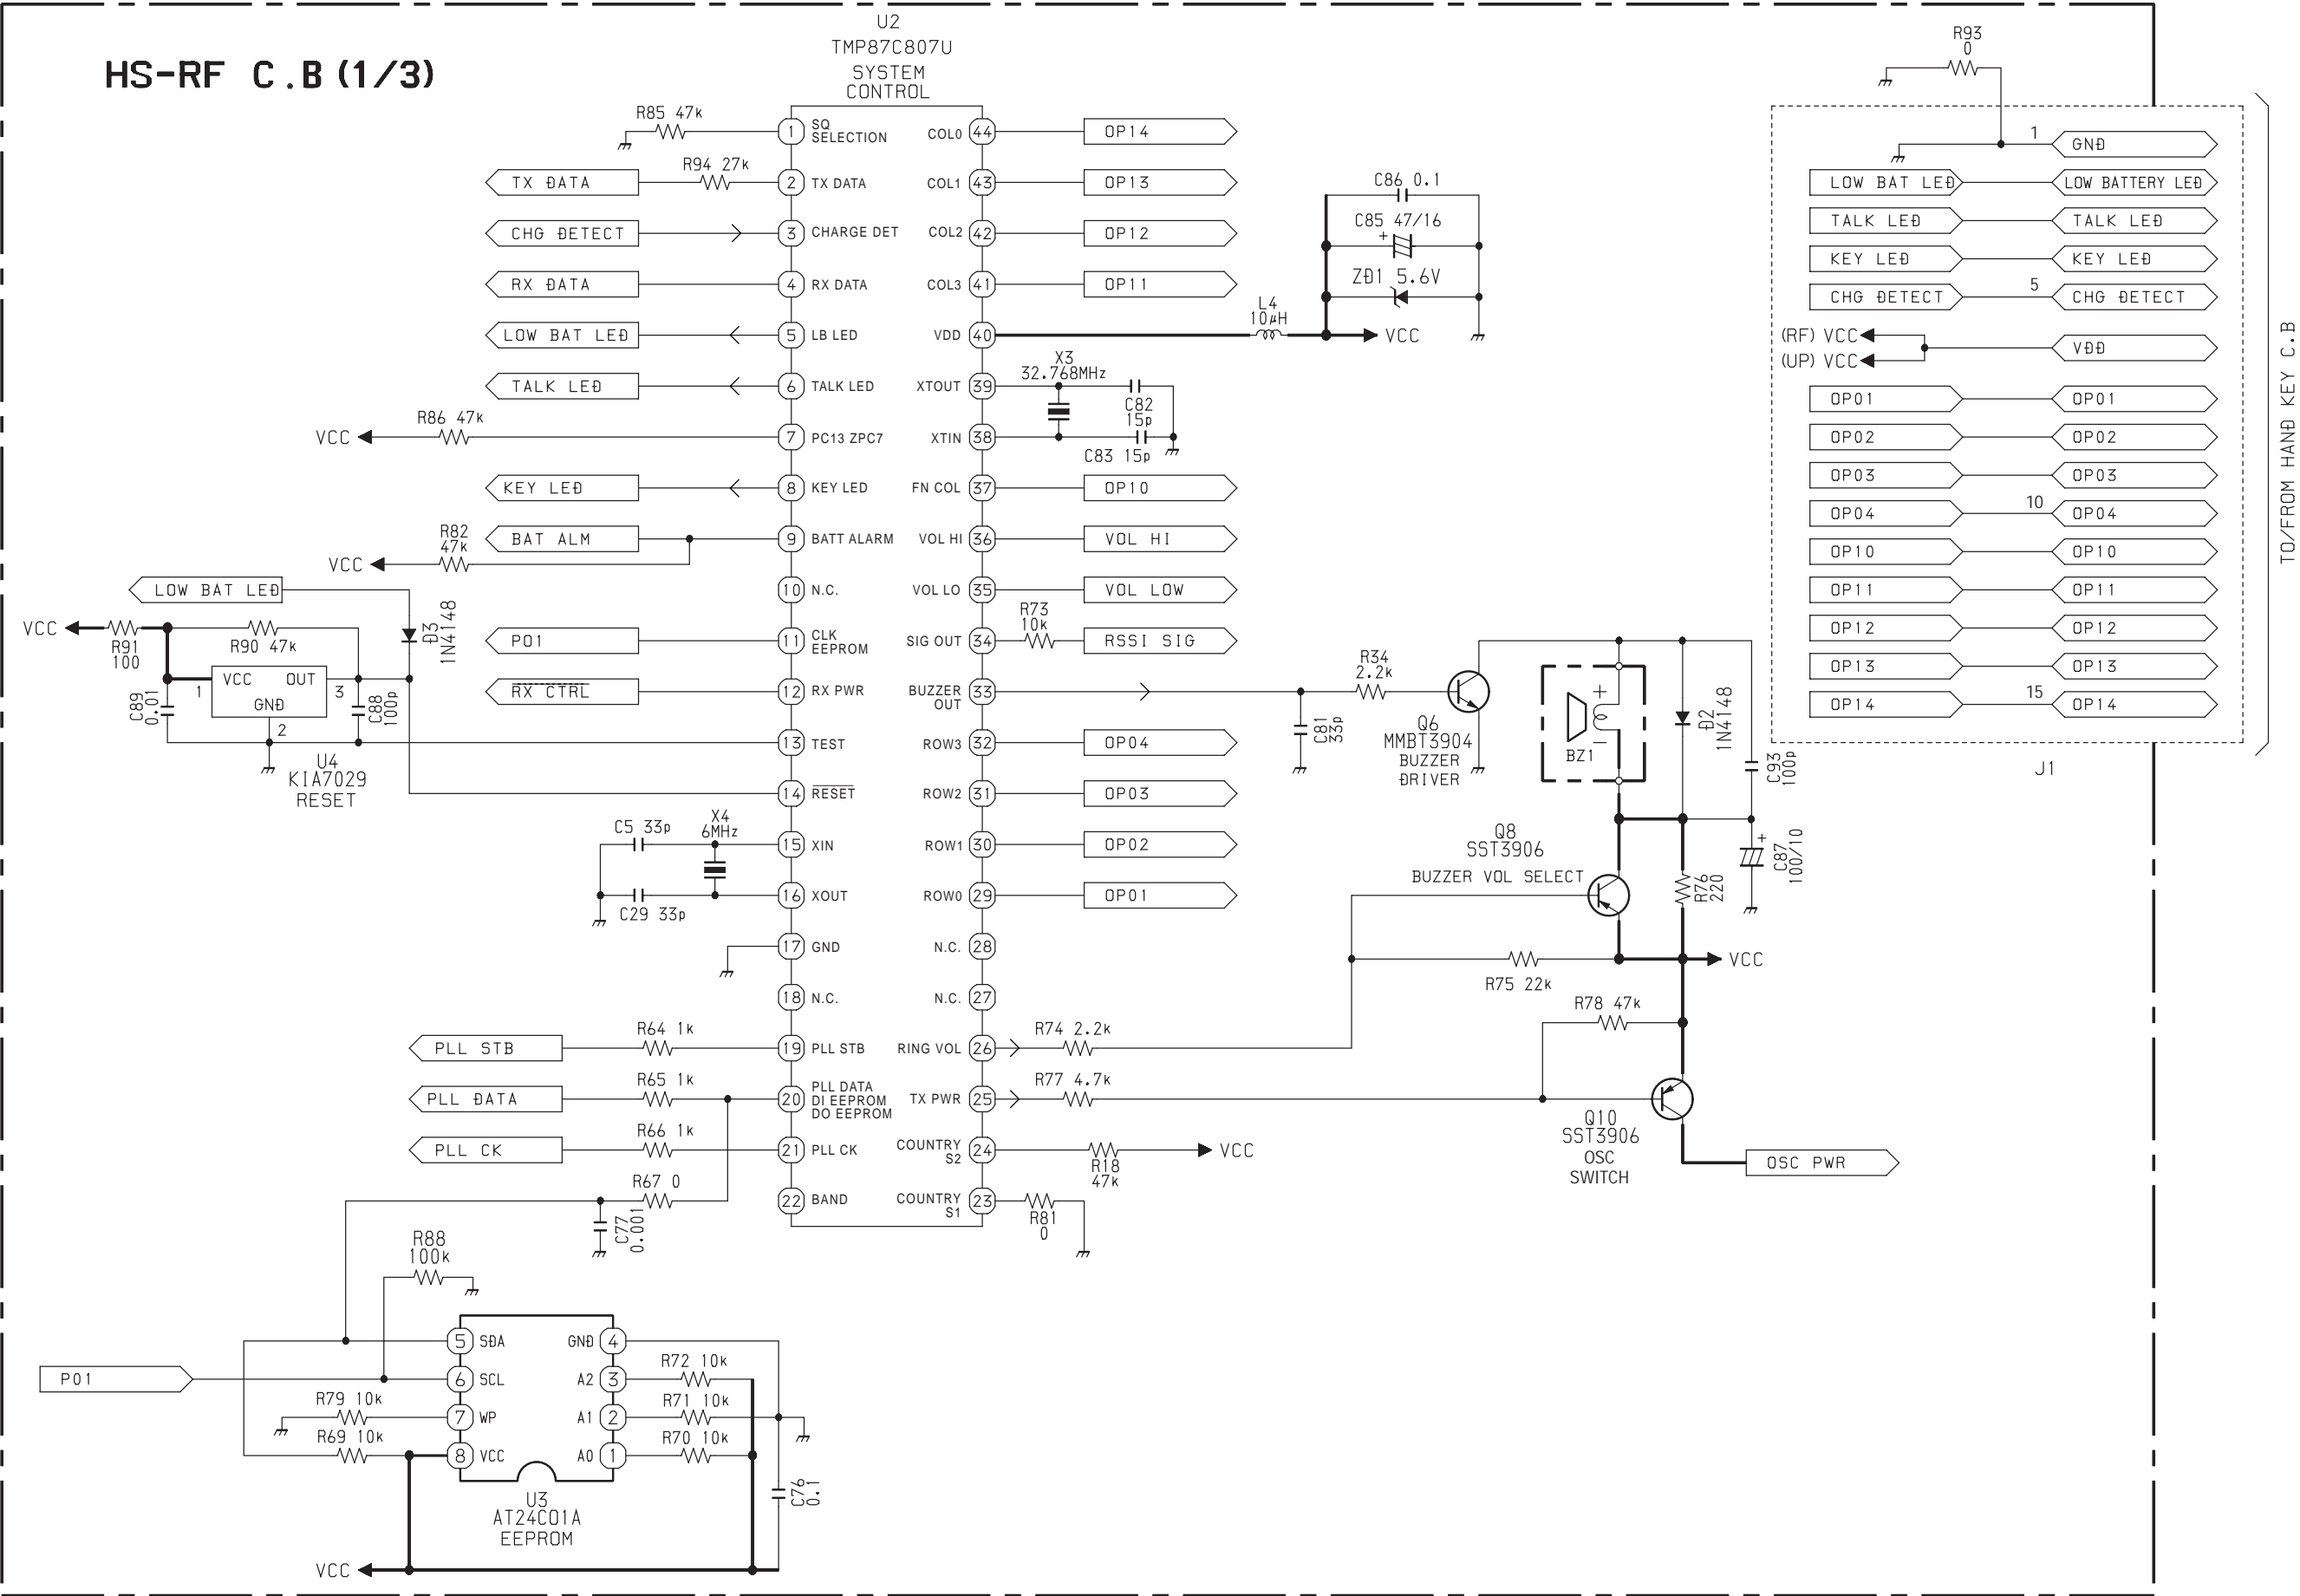 HS-RF C.B (1/3)
U2
TMP87C807U
SYSTEM
CONTROL
R85 47k
1
SQ
SELECTION
COL0
44
OP14
TX DATA
R94 27k
2
TX DATA
COL1
43
OP13
CHG DETECT
3
CHARGE DET
COL2
42
OP12
RX DATA
4
RX DATA
COL3
41
OP11
LOW BAT LED
5
LB LED
VDD
40
L4
10μH
VCC
C86 0.1
C85 47/16
+
ZD1 5.6V
TALK LED
6
TALK LED
XTOUT
39
X3
32.768MHz
C82
15p
VCC
R86 47k
7
PC13 ZPC7
XTIN
38
C83 15p
KEY LED
8
KEY LED
FN COL
37
OP10
BAT ALM
9
BATT ALARM
VOL HI
36
VOL HI
VCC
R82
47k
10
N.C.
VOL LO
35
VOL LOW
PO1
11
CLK
EEPROM
SIG OUT
34
R73
10k
RSSI SIG
RX CTRL
12
RX PWR
BUZZER
OUT
33
13
TEST
ROW3
32
OP04
14
RESET
ROW2
31
OP03
C5 33p
X4
6MHz
15
XIN
ROW1
30
OP02
C29 33p
16
XOUT
ROW0
29
OP01
17
GND
N.C.
28
18
N.C.
N.C.
27
PLL STB
R64 1k
19
PLL STB
RING VOL
26
R74 2.2k
PLL DATA
R65 1k
20
PLL DATA
DI EEPROM
DO EEPROM
TX PWR
25
R77 4.7k
PLL CK
R66 1k
21
PLL CK
COUNTRY
S2
24
R18
47k
VCC
R67 0
C77
0.001
22
BAND
COUNTRY
S1
23
R81
0
LOW BAT LED
D3
1N4148
VCC
R91
100
R90 47k
C89
0.01
1
VCC
OUT
3
GND
2
C88
100p
U4
KIA7029
RESET
R34
2.2k
C81
33p
Q6
MMBT3904
BUZZER
DRIVER
+
−
BZ1
D2
1N4148
C93
100p
Q8
SST3906
BUZZER VOL SELECT
R76
220
+
C87
100/10
R75 22k
VCC
R78 47k
Q10
SST3906
OSC
SWITCH
OSC PWR
R93
0
1
GND
LOW BAT LED
LOW BATTERY LED
TALK LED
TALK LED
KEY LED
KEY LED
CHG DETECT
5
CHG DETECT
(RF) VCC
(UP) VCC
VDD
OP01
OP01
OP02
OP02
OP03
OP03
OP04
10
OP04
OP10
OP10
OP11
OP11
OP12
OP12
OP13
OP13
OP14
15
OP14
J1
TO/FROM HAND KEY C.B
R88
100k
P01
5
SDA
GND
4
6
SCL
A2
3
R72 10k
R79 10k
7
WP
A1
2
R71 10k
R69 10k
8
VCC
A0
1
R70 10k
U3
AT24C01A
EEPROM
C76
0.1
VCC